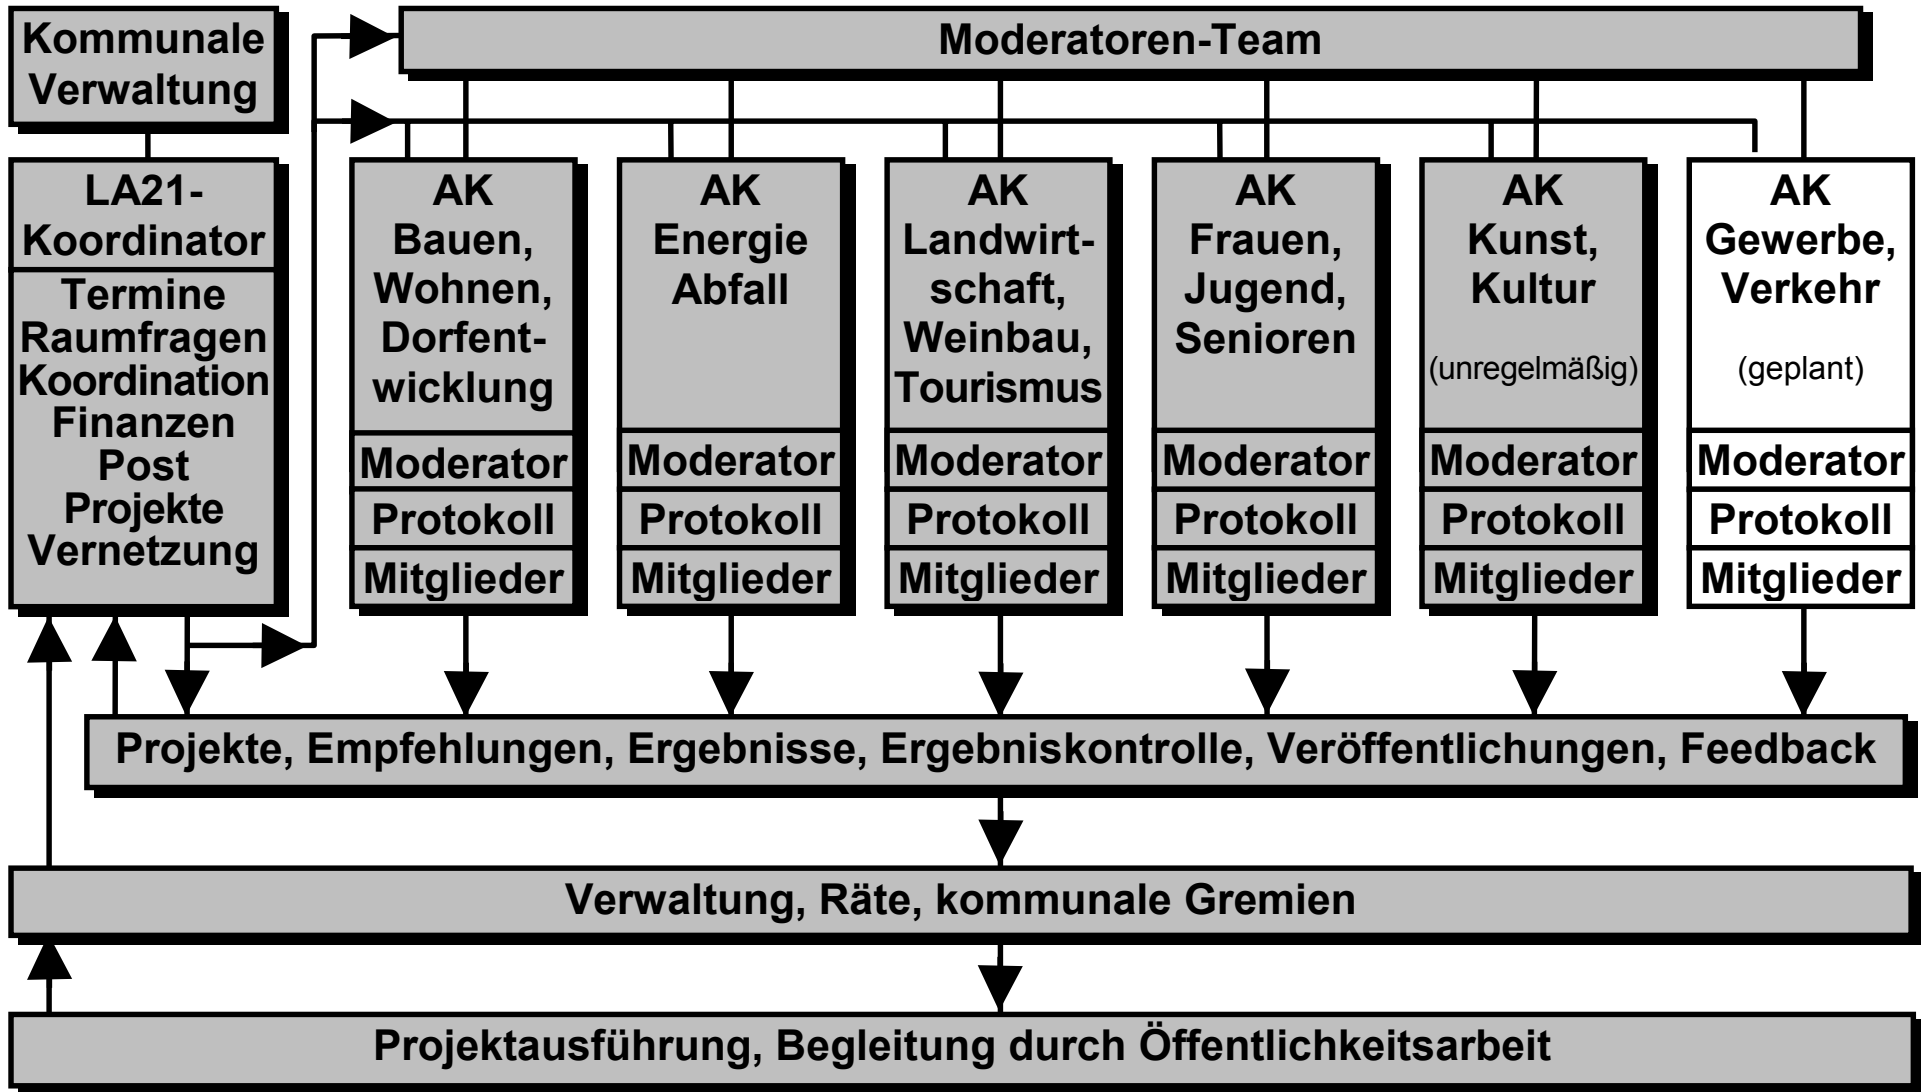 Kommunale
Verwaltung
Moderatoren-Team
LA21-
Koordinator
Termine
Raumfragen
Koordination
Finanzen
Post
Projekte
Vernetzung
AK
Bauen,
Wohnen,
Dorfent-
wicklung
Moderator
Protokoll
Mitglieder
AK
Energie
Abfall
Moderator
Protokoll
Mitglieder
AK
Landwirt-
schaft,
Weinbau,
Tourismus
Moderator
Protokoll
Mitglieder
AK
Frauen,
Jugend,
Senioren
Moderator
Protokoll
Mitglieder
AK
Kunst,
Kultur
(unregelmäßig)
Moderator
Protokoll
Mitglieder
AK
Gewerbe,
Verkehr
(geplant)
Moderator
Protokoll
Mitglieder
Projekte, Empfehlungen, Ergebnisse, Ergebniskontrolle, Veröffentlichungen, Feedback
Verwaltung, Räte, kommunale Gremien
Projektausführung, Begleitung durch Öffentlichkeitsarbeit